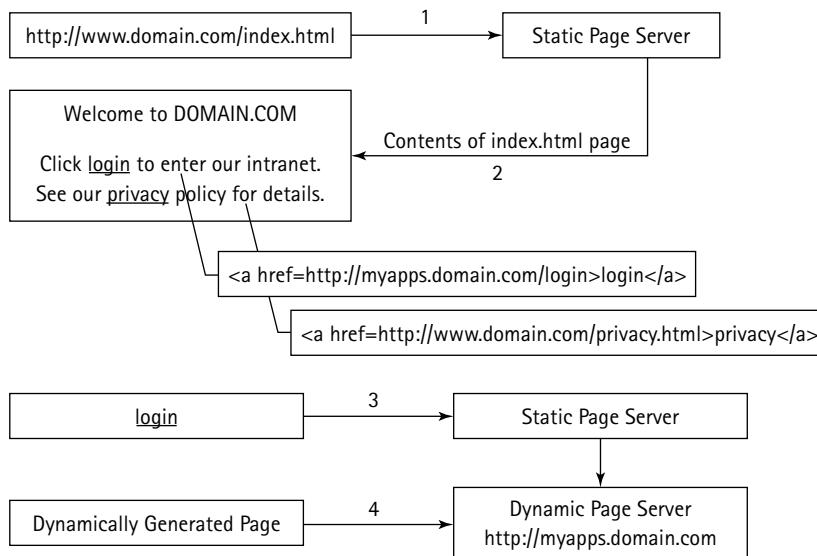 http://www.domain.com/index.html
1
Static Page Server
Welcome to DOMAIN.COM
Click login to enter our intranet.
See our privacy policy for details.
Contents of index.html page
2
<a href=http://myapps.domain.com/login>login</a>
<a href=http://www.domain.com/privacy.html>privacy</a>
login
3
Static Page Server
Dynamically Generated Page
4
Dynamic Page Server
http://myapps.domain.com